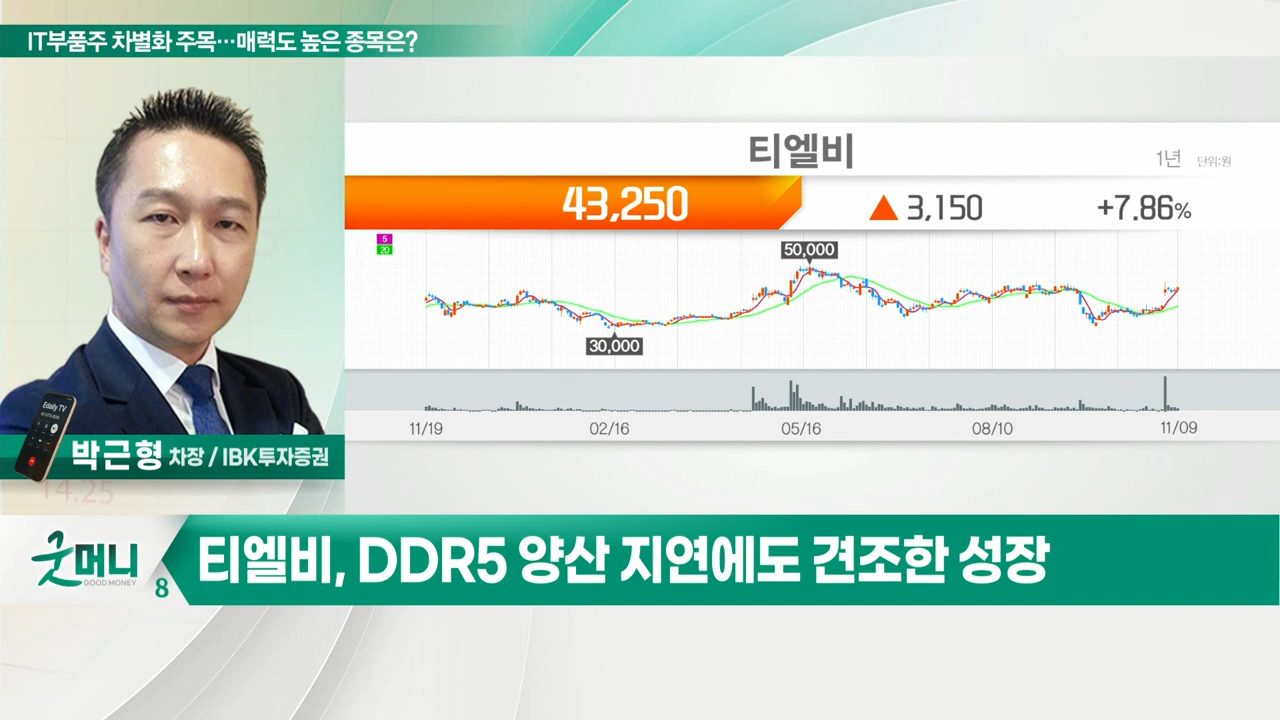 IT부품주 차별화 주목…매력도 높은 종목은?
티엘비
1년 단위:원
43,250 ▲ 3,150 +7.86%
5
20
50,000
30,000
11/19 02/16 05/16 08/10 11/09
Edaily TV
박근형 차장 / IBK투자증권
14.25
굿머니
GOOD MONEY
8
티엘비, DDR5 양산 지연에도 견조한 성장